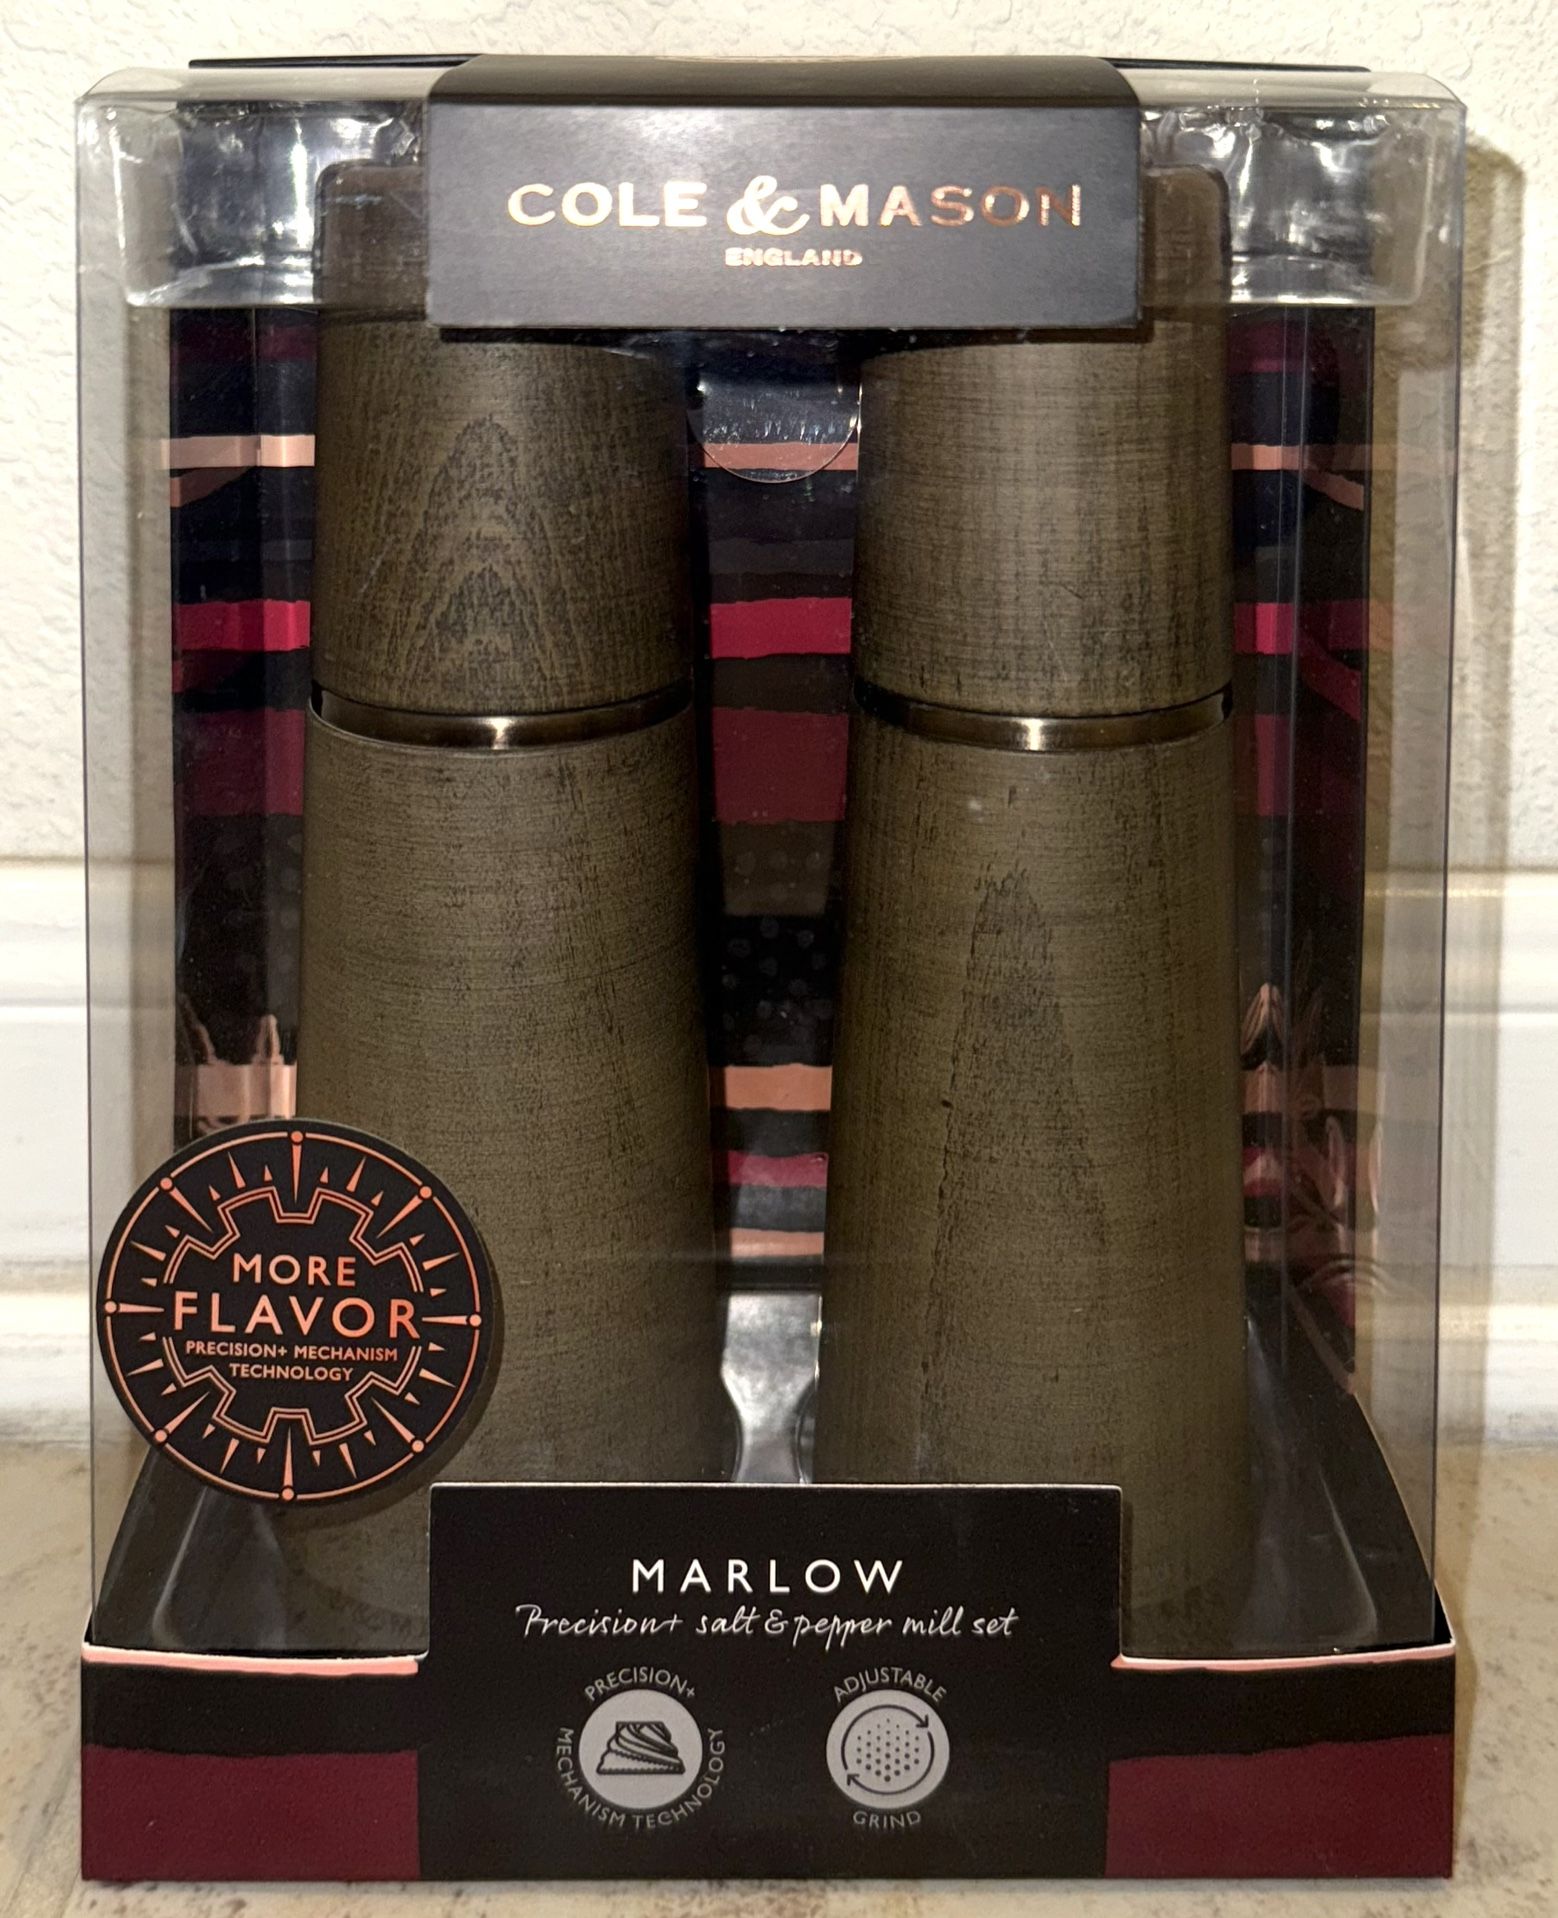 COLE & MASON
ENGLAND
MORE
FLAVOR
PRECISION+ MECHANISM
TECHNOLOGY
MARLOW
Precision+ salt & pepper mill set
PRECISION+
MECHANISM TECHNOLOGY
ADJUSTABLE
GRIND